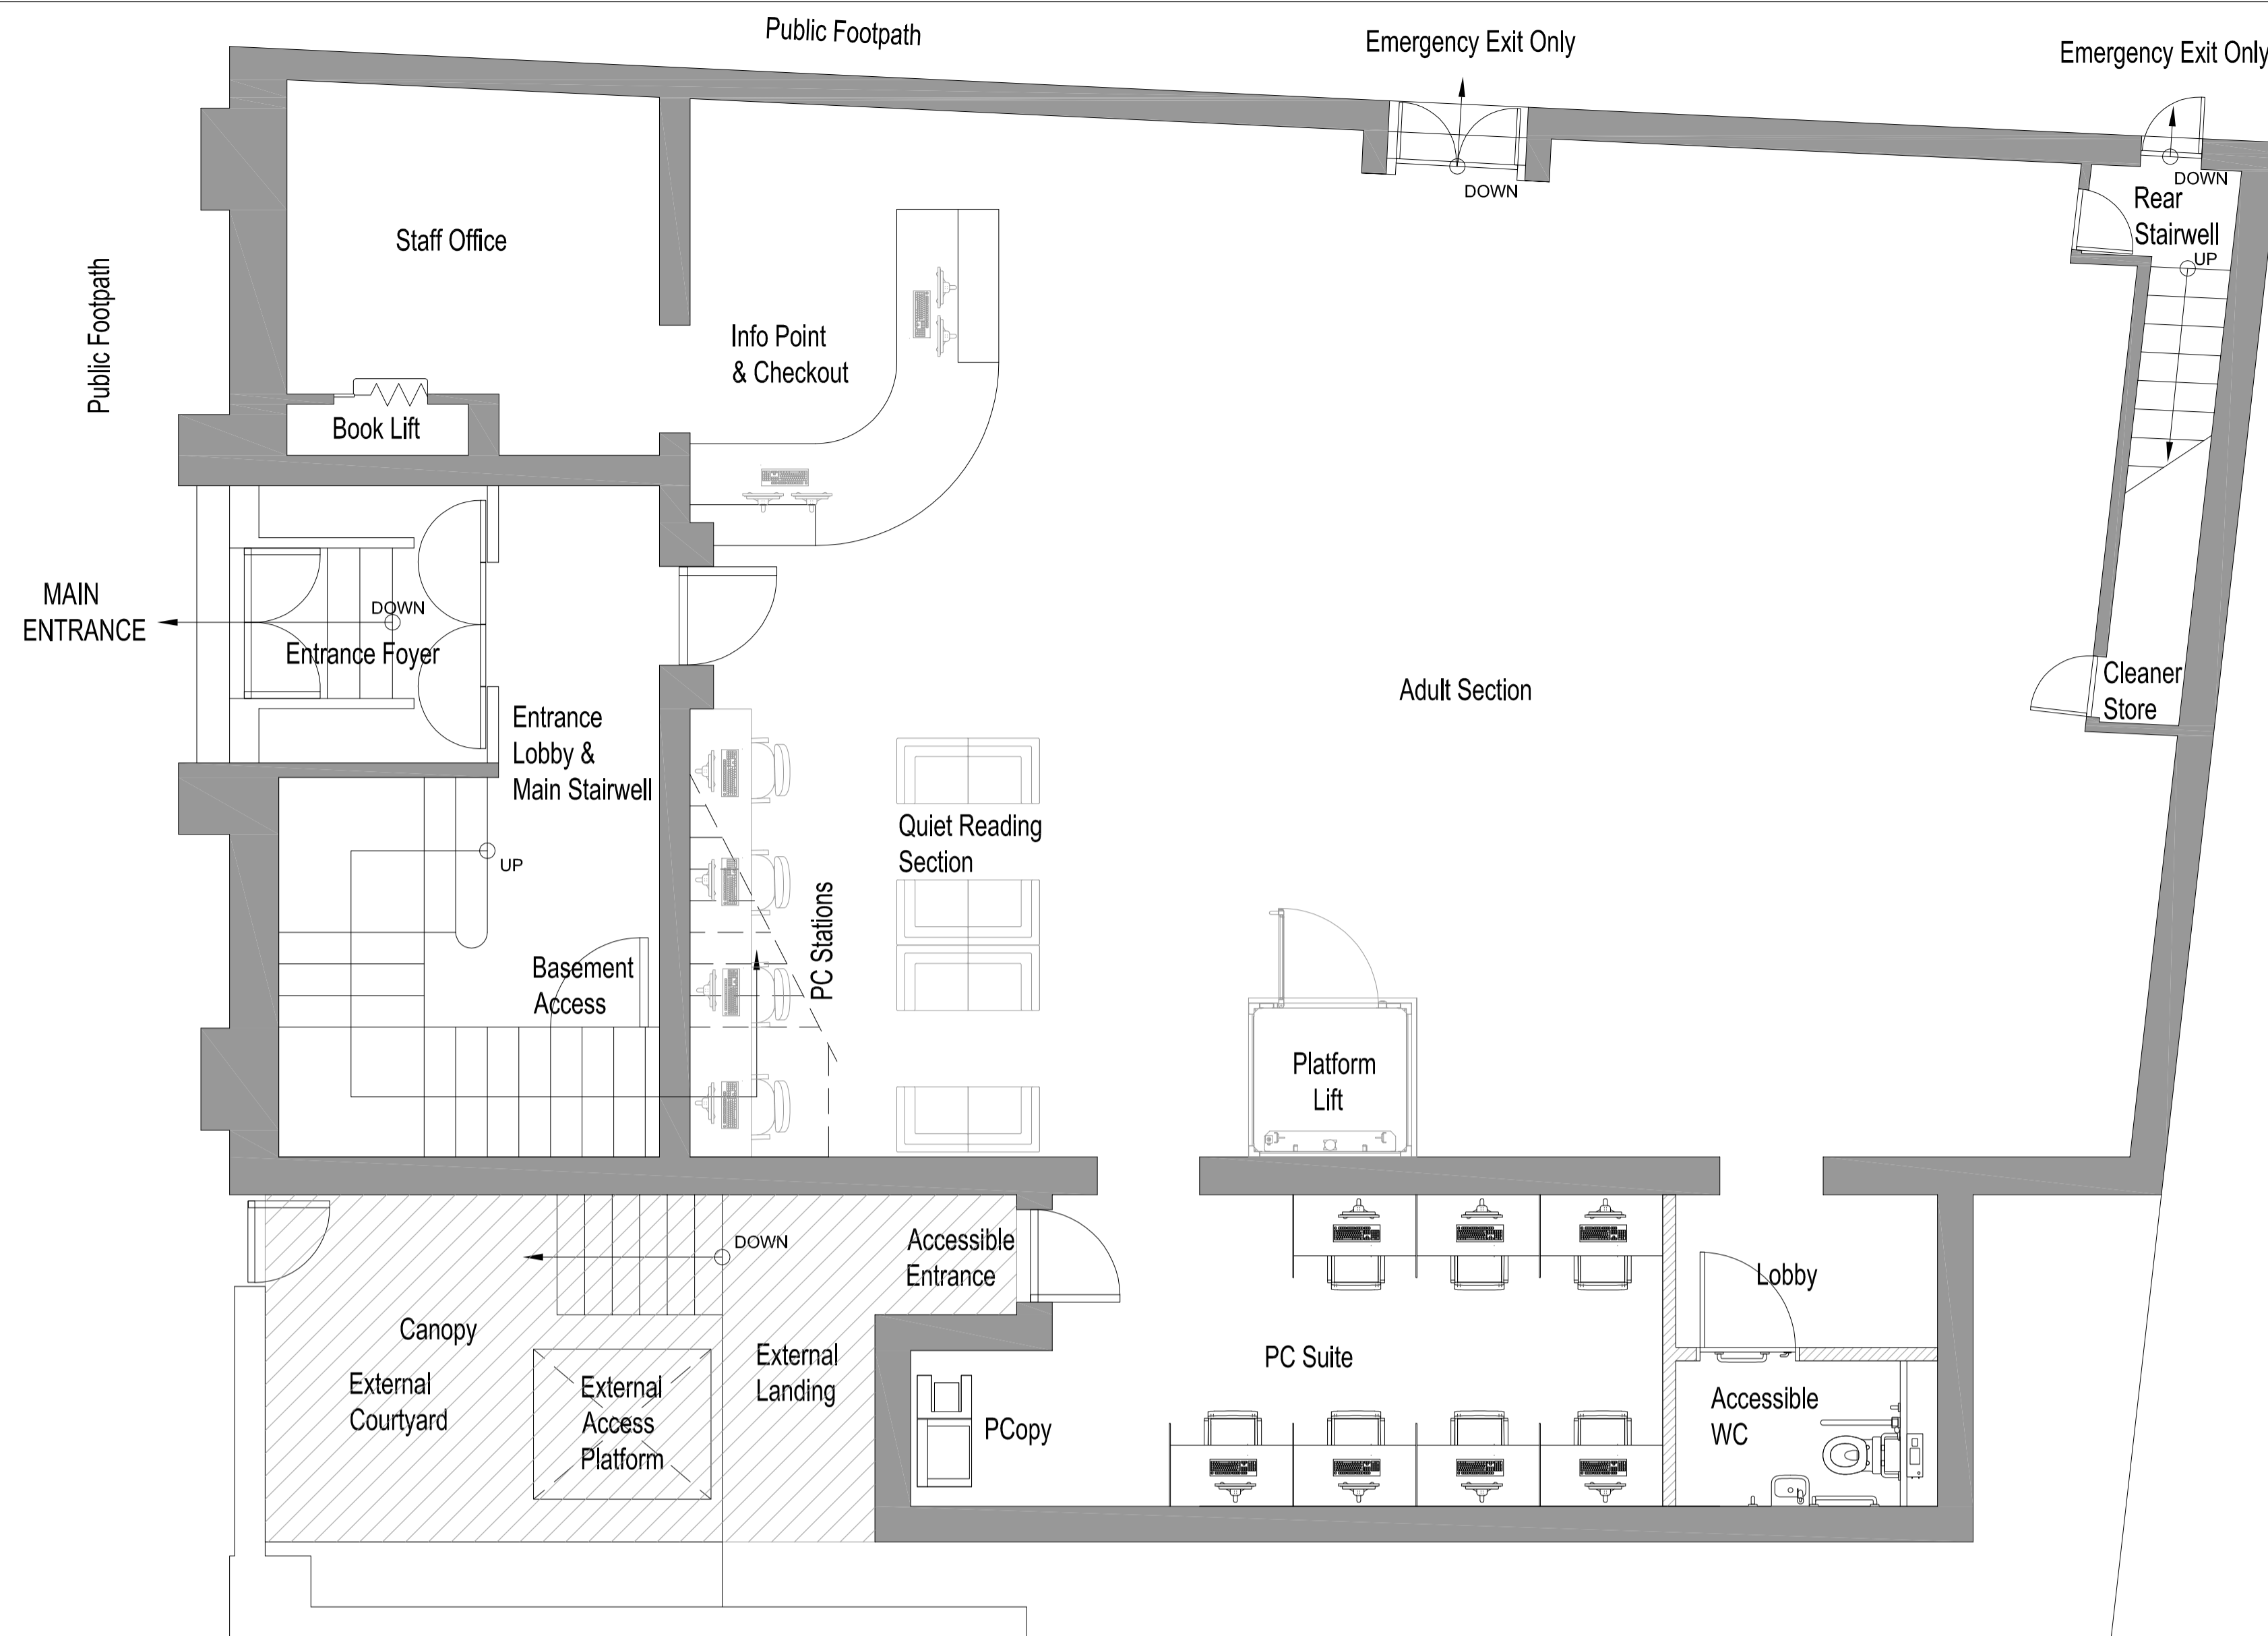 Public Footpath
Emergency Exit Only
Emergency Exit Only
DOWN
DOWN
Rear
Stairwell
UP
Staff Office
Public Footpath
Info Point
& Checkout
Book Lift
MAIN
ENTRANCE
DOWN
Entrance Foyer
Entrance
Lobby &
Main Stairwell
Adult Section
Cleaner
Store
Quiet Reading
Section
UP
PC Stations
Basement
Access
Platform
Lift
DOWN
Accessible
Entrance
Lobby
Canopy
External
Landing
PC Suite
External
Courtyard
External
Access
Platform
PCopy
Accessible
WC